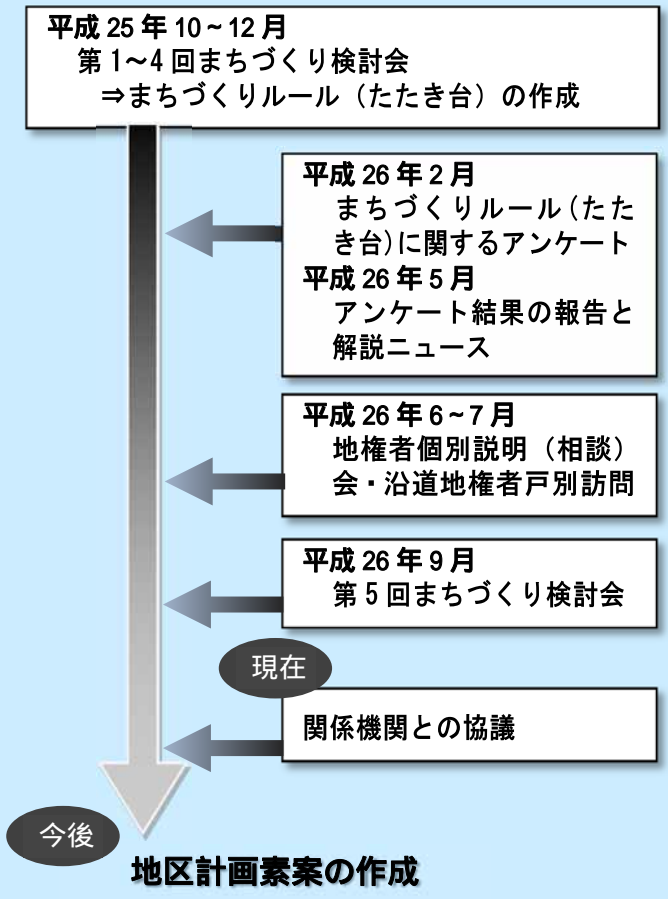 平成25年10~12月
第1~4回まちづくり検討会
⇒まちづくりルール（たたき台）の作成
平成26年2月
まちづくりルール(たた
き台)に関するアンケート
平成26年5月
アンケート結果の報告と
解説ニュース
平成26年6~7月
地権者個別説明（相談）
会・沿道地権者戸別訪問
平成26年9月
第5回まちづくり検討会
現在
関係機関との協議
今後
地区計画素案の作成